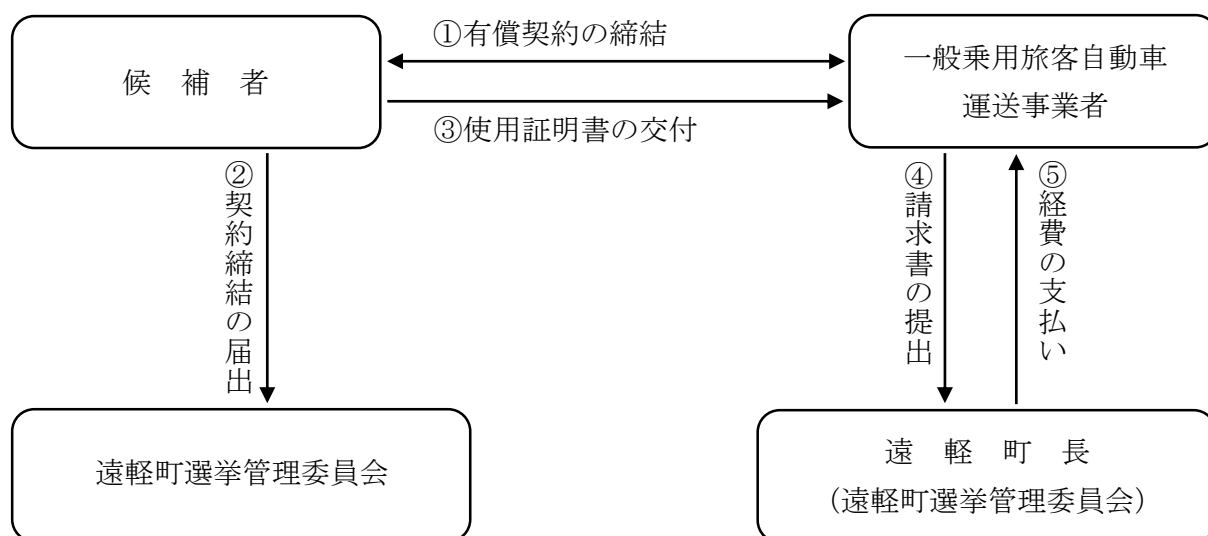 ①有償契約の締結
候　補　者
一般乗用旅客自動車
運送事業者
③使用証明書の交付
②契約締結の届出
④請求書の提出
⑤経費の支払い
遠軽町選挙管理委員会
遠　軽　町　長
（遠軽町選挙管理委員会）